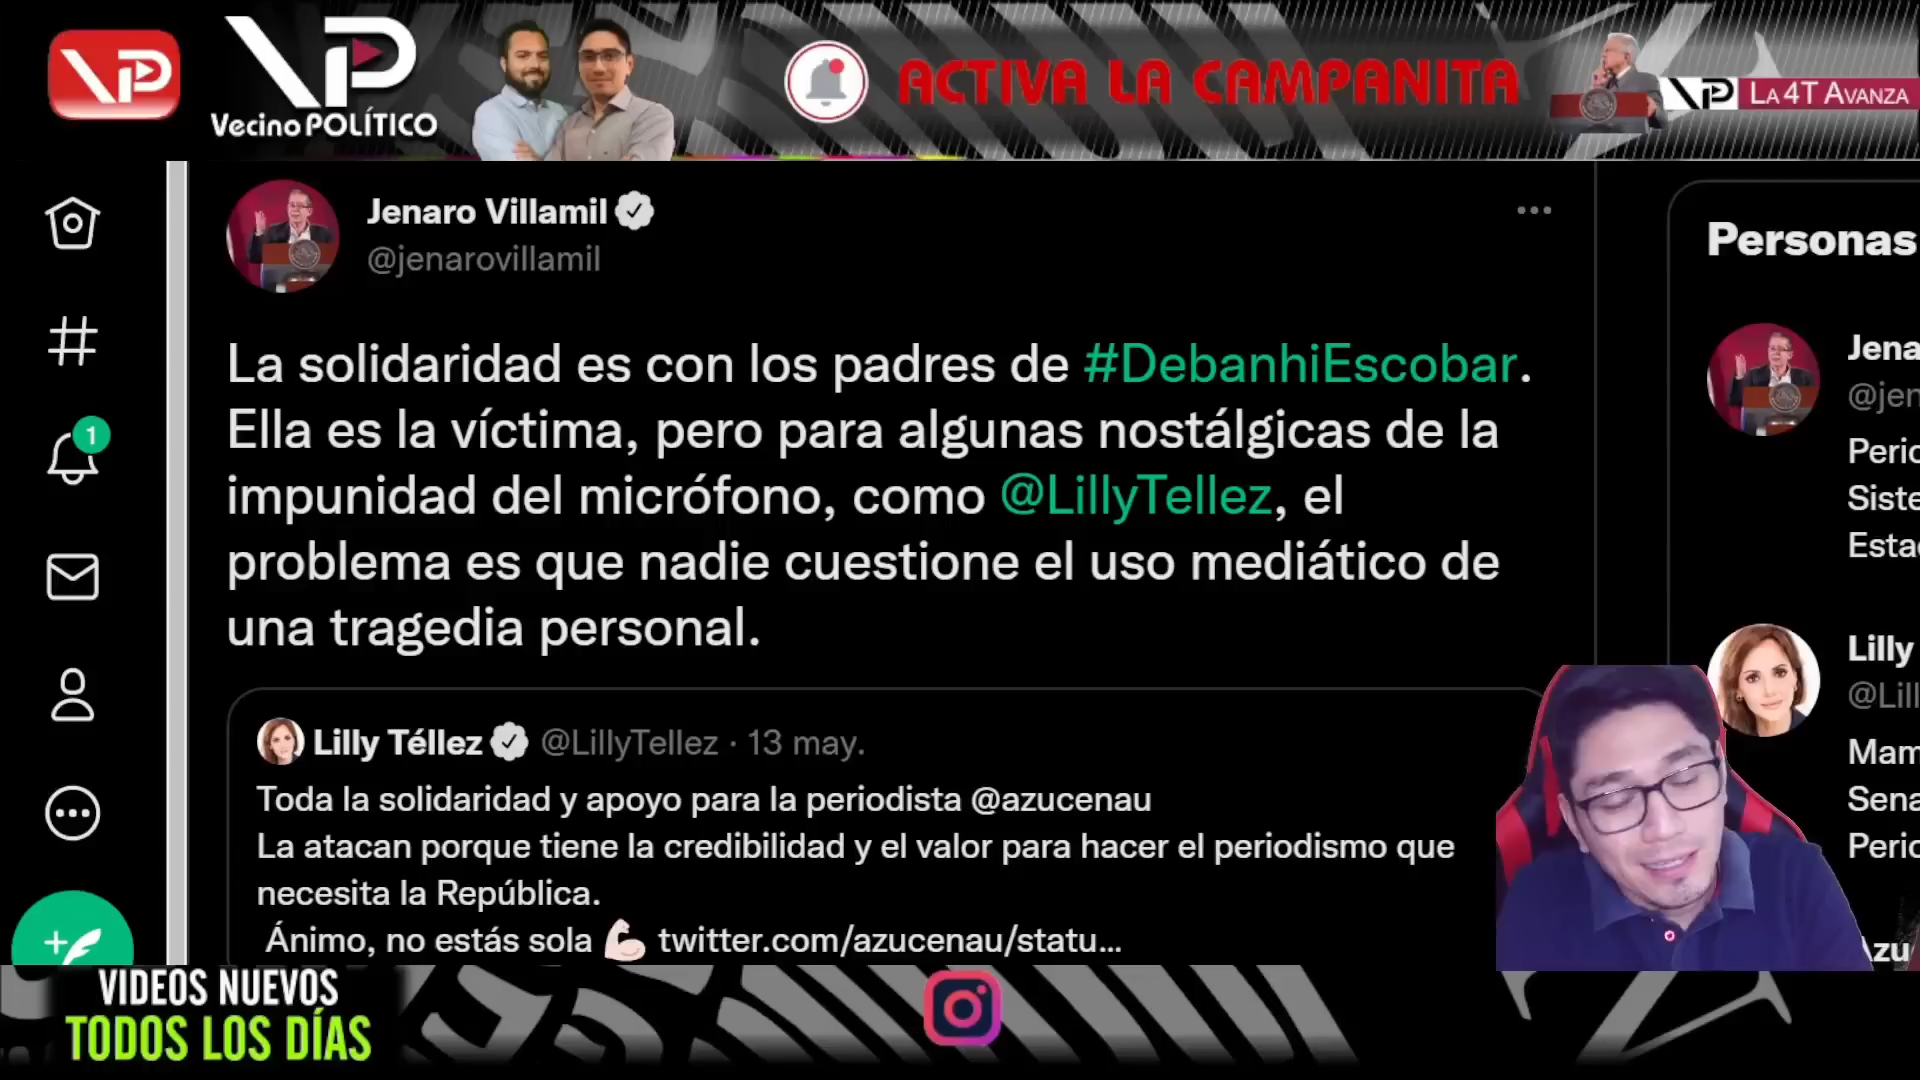 VP
VP
Vecino POLÍTICO
ACTIVA LA CAMPANITA
VP LA 4T AVANZA
Jenaro Villamil
@jenarovillamil
La solidaridad es con los padres de #DebanhiEscobar.
Ella es la víctima, pero para algunas nostálgicas de la
impunidad del micrófono, como @LillyTellez, el
problema es que nadie cuestione el uso mediático de
una tragedia personal.
Lilly Téllez @LillyTellez · 13 may.
Toda la solidaridad y apoyo para la periodista @azucenau
La atacan porque tiene la credibilidad y el valor para hacer el periodismo que
necesita la República.
Ánimo, no estás sola 💪🏻 twitter.com/azucenau/statu...
1
Personas
Jena
@jen
Perio
Siste
Estad
Lilly
@Lill
Mam
Sena
Perio
Azu
VIDEOS NUEVOS
TODOS LOS DÍAS